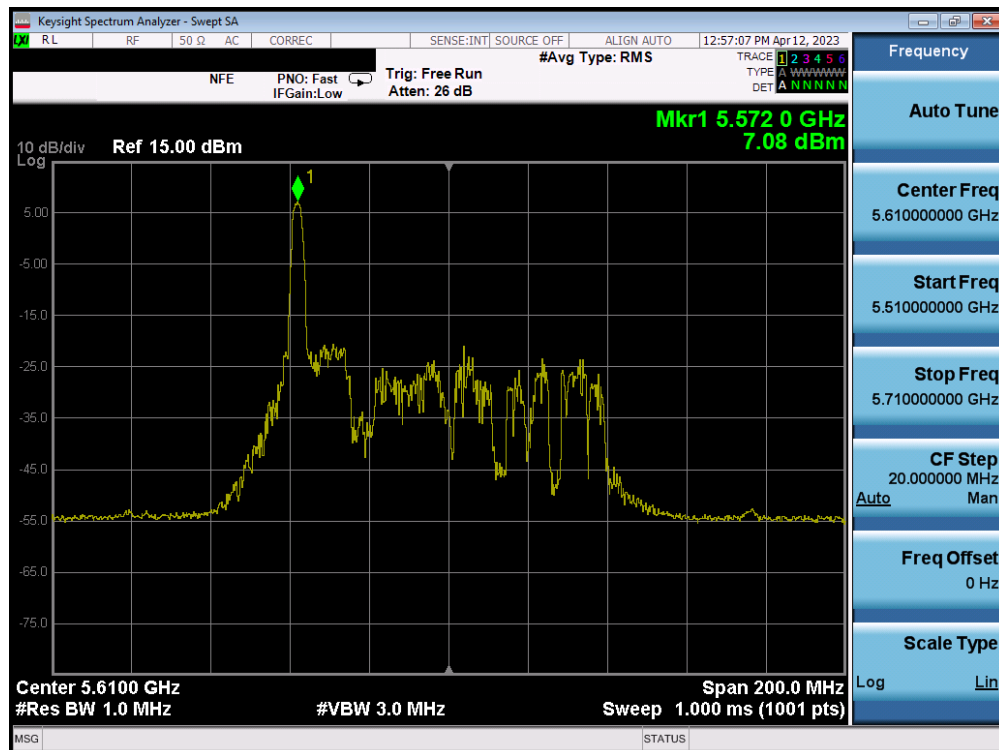 Keysight Spectrum Analyzer - Swept SA
LXI RL RF 50 Ω AC CORREC SENSE:INT SOURCE OFF ALIGN AUTO 12:57:07 PM Apr 12, 2023
#Avg Type: RMS
TRACE 1 2 3 4 5 6
NFE PNO: Fast Trig: Free Run TYPE A WWWWW
IFGain:Low Atten: 26 dB DET A N N N N N
Mkr1 5.572 0 GHz
7.08 dBm
10 dB/div Ref 15.00 dBm
Log
1
5.00
-5.00
-15.0
-25.0
-35.0
-45.0
-55.0
-65.0
-75.0
Center 5.6100 GHz Span 200.0 MHz
#Res BW 1.0 MHz #VBW 3.0 MHz Sweep 1.000 ms (1001 pts)
MSG STATUS
Frequency
Auto Tune
Center Freq
5.610000000 GHz
Start Freq
5.510000000 GHz
Stop Freq
5.710000000 GHz
CF Step
20.000000 MHz
Auto Man
Freq Offset
0 Hz
Scale Type
Log Lin